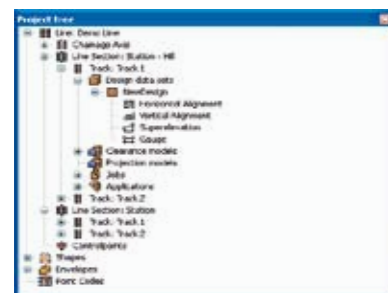 Project tree
Line: Demo Line
Chainage Axis
Line Section: Station - Hill
Track: Track 1
Design data sets
NewDesign
Horizontal Alignment
Vertical Alignment
Superelevation
Gauge
Clearance models
Projection models
Jobs
Applications
Track: Track 2
Line Section: Station
Track: Track 1
Track: Track 2
Controlpoints
Shapes
Envelopes
Point Codes